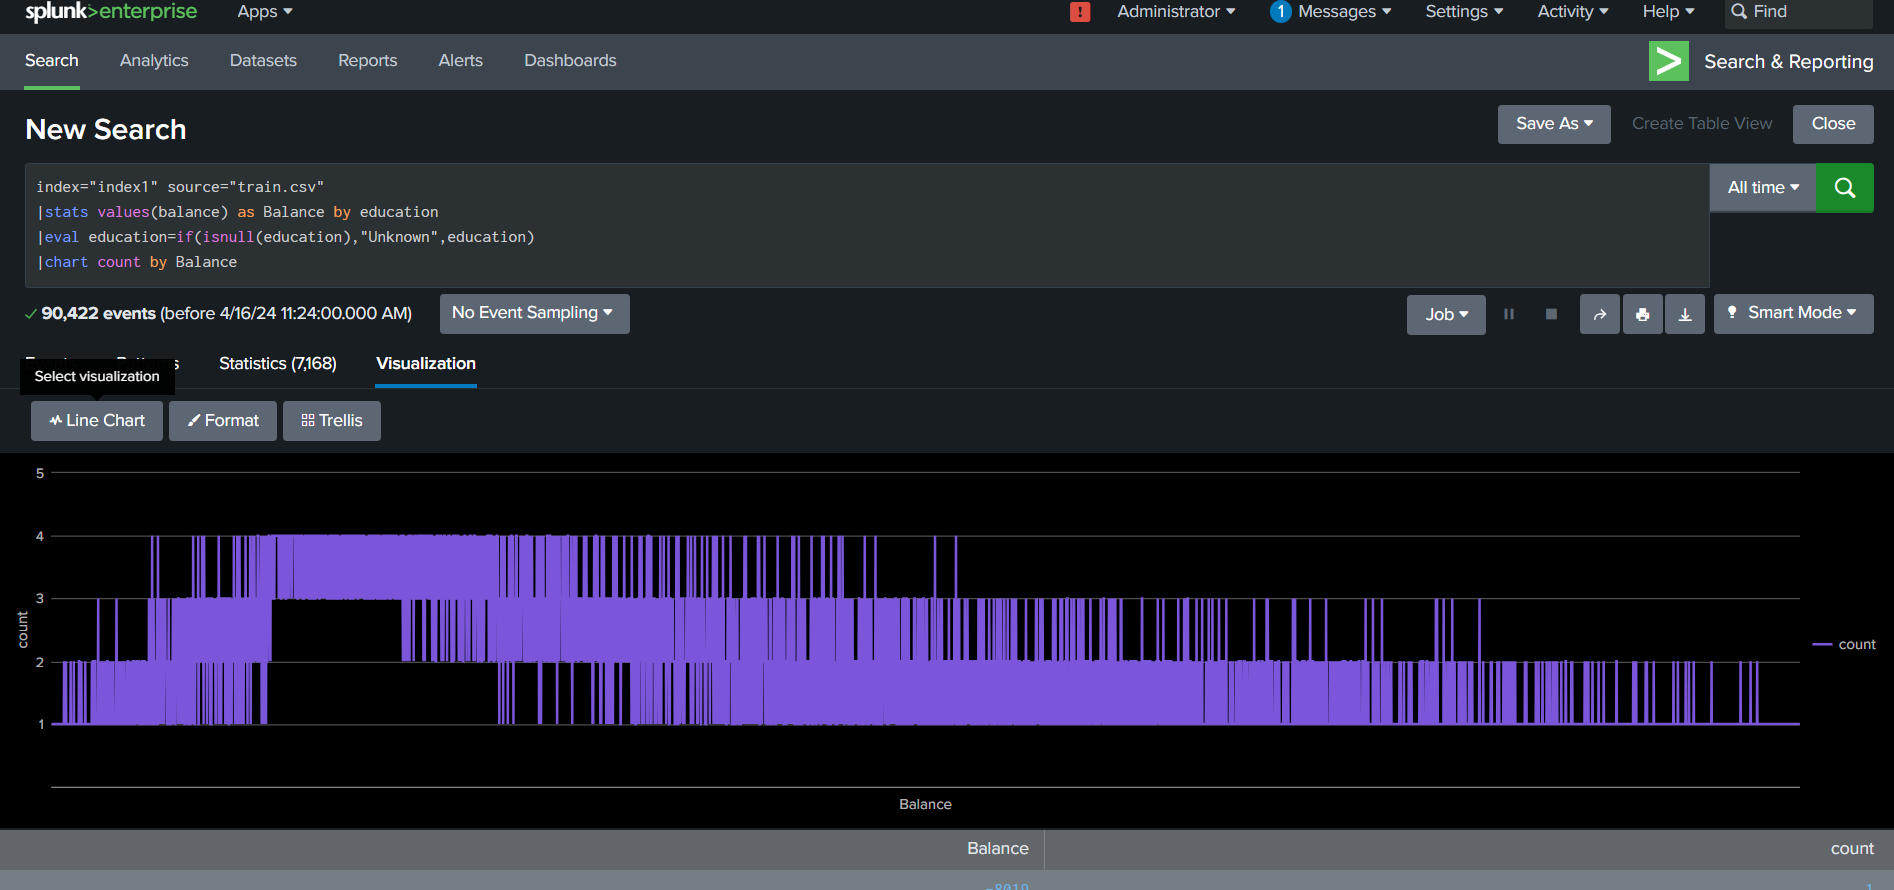 splunk>enterprise Apps Administrator 1 Messages Settings Activity Help Find
Search Analytics Datasets Reports Alerts Dashboards Search & Reporting
New Search Save As Create Table View Close
index="index1" source="train.csv" All time
|stats values(balance) as Balance by education
|eval education=if(isnull(education),"Unknown",education)
|chart count by Balance
90,422 events (before 4/16/24 11:24:00.000 AM) No Event Sampling Job Smart Mode
Statistics (7,168) Visualization
Select visualization
Line Chart Format Trellis
5
4
3
2
1
count
count
Balance
Balance count
-8019 1